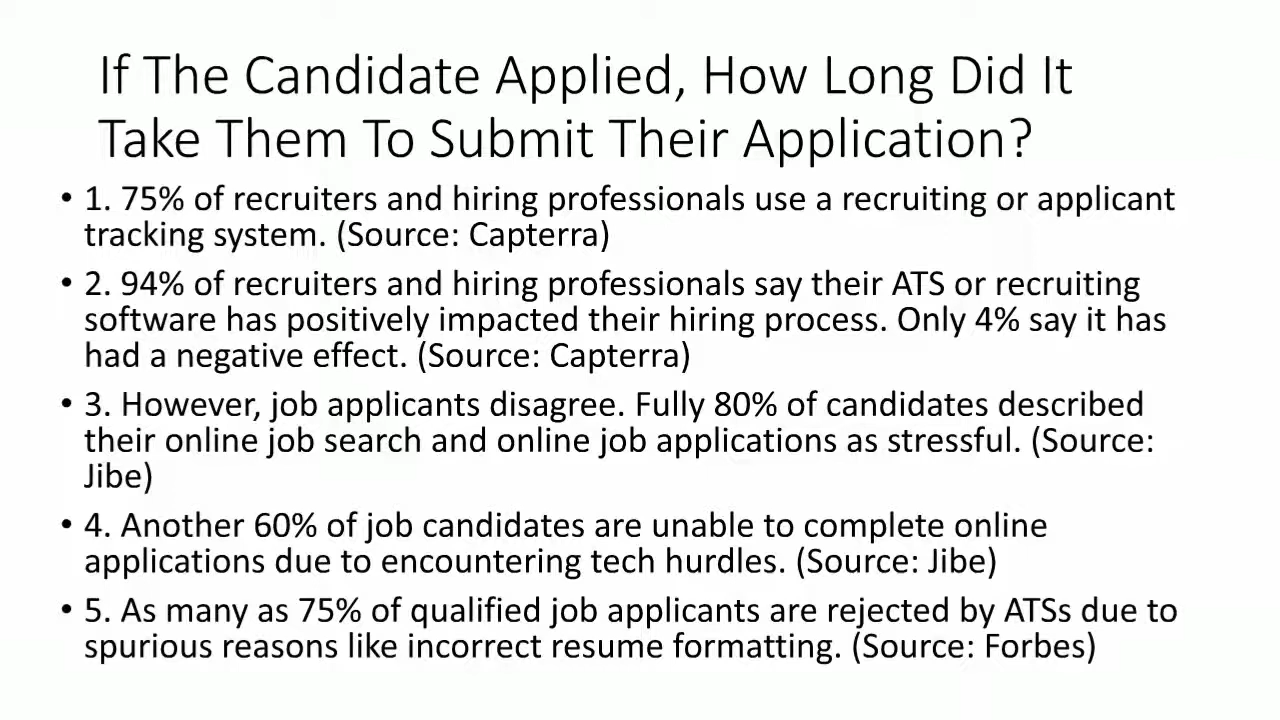 If The Candidate Applied, How Long Did It
Take Them To Submit Their Application?
• 1. 75% of recruiters and hiring professionals use a recruiting or applicant
tracking system. (Source: Capterra)
• 2. 94% of recruiters and hiring professionals say their ATS or recruiting
software has positively impacted their hiring process. Only 4% say it has
had a negative effect. (Source: Capterra)
• 3. However, job applicants disagree. Fully 80% of candidates described
their online job search and online job applications as stressful. (Source:
Jibe)
• 4. Another 60% of job candidates are unable to complete online
applications due to encountering tech hurdles. (Source: Jibe)
• 5. As many as 75% of qualified job applicants are rejected by ATSs due to
spurious reasons like incorrect resume formatting. (Source: Forbes)